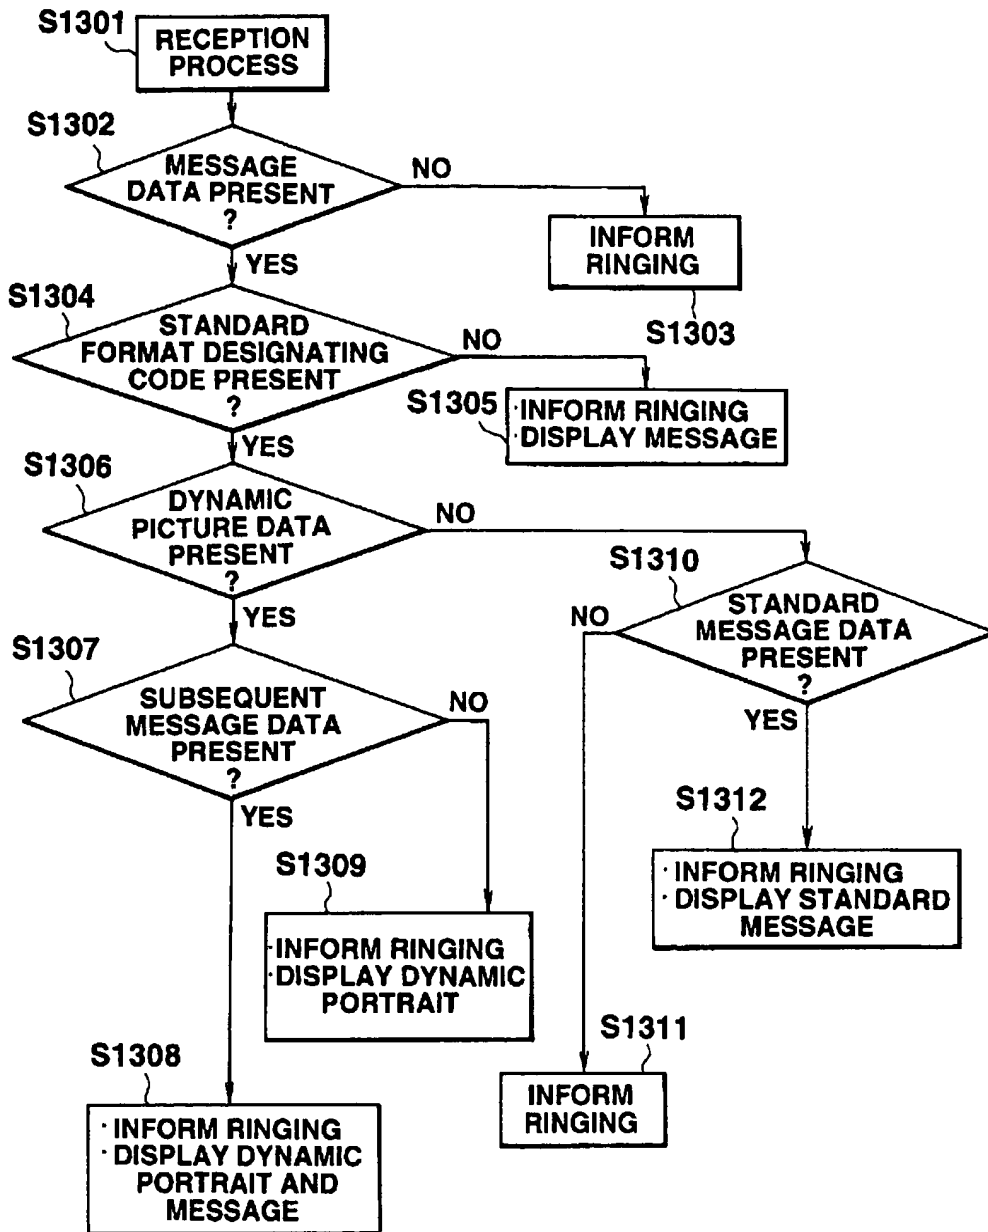 S1301
RECEPTION
PROCESS
S1302
MESSAGE
DATA PRESENT
?
NO
YES
INFORM
RINGING
S1303
S1304
STANDARD
FORMAT DESIGNATING
CODE PRESENT
?
NO
YES
S1305
·INFORM RINGING
·DISPLAY MESSAGE
S1306
DYNAMIC
PICTURE DATA
PRESENT
?
NO
YES
S1310
STANDARD
MESSAGE DATA
PRESENT
?
NO
YES
S1307
SUBSEQUENT
MESSAGE DATA
PRESENT
?
NO
YES
S1312
·INFORM RINGING
·DISPLAY STANDARD
MESSAGE
S1309
·INFORM RINGING
·DISPLAY DYNAMIC
PORTRAIT
S1311
INFORM
RINGING
S1308
·INFORM RINGING
·DISPLAY DYNAMIC
PORTRAIT AND
MESSAGE